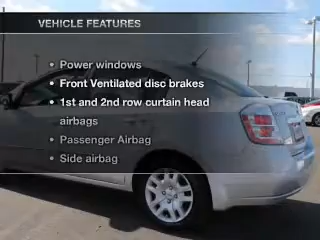 VEHICLE FEATURES
• Power windows
• Front Ventilated disc brakes
• 1st and 2nd row curtain head
airbags
• Passenger Airbag
• Side airbag